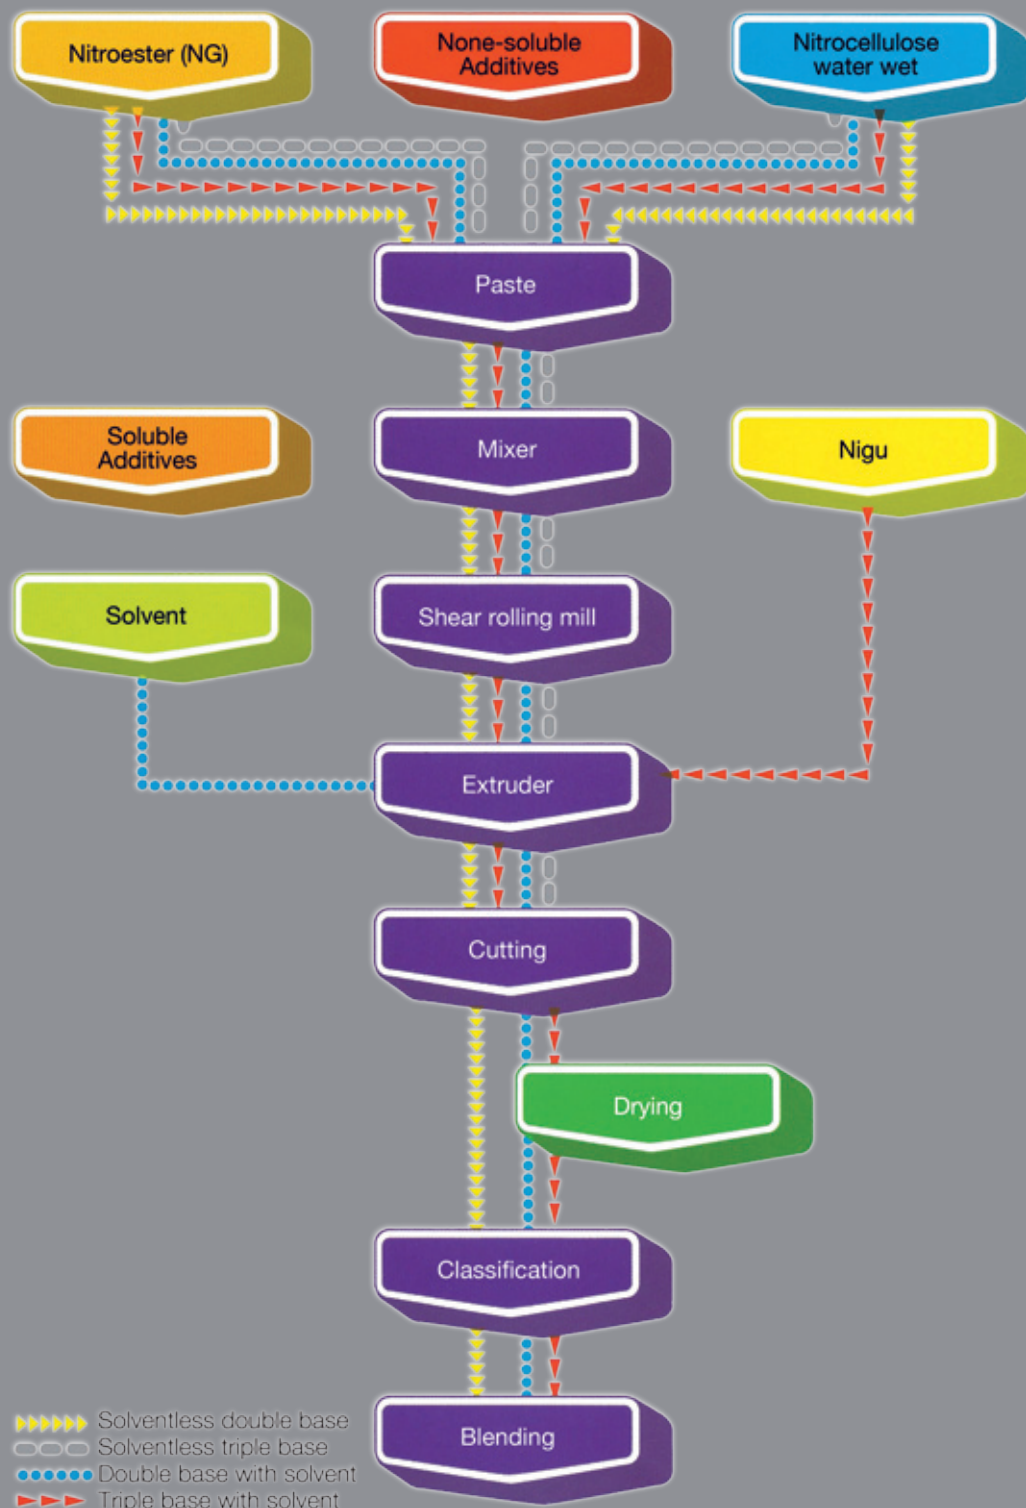 Nitroester (NG)
None-soluble
Additives
Nitrocellulose
water wet
Paste
Soluble
Additives
Mixer
Nigu
Solvent
Shear rolling mill
Extruder
Cutting
Drying
Classification
Blending
Solventless double base
Solventless triple base
Double base with solvent
Triple base with solvent